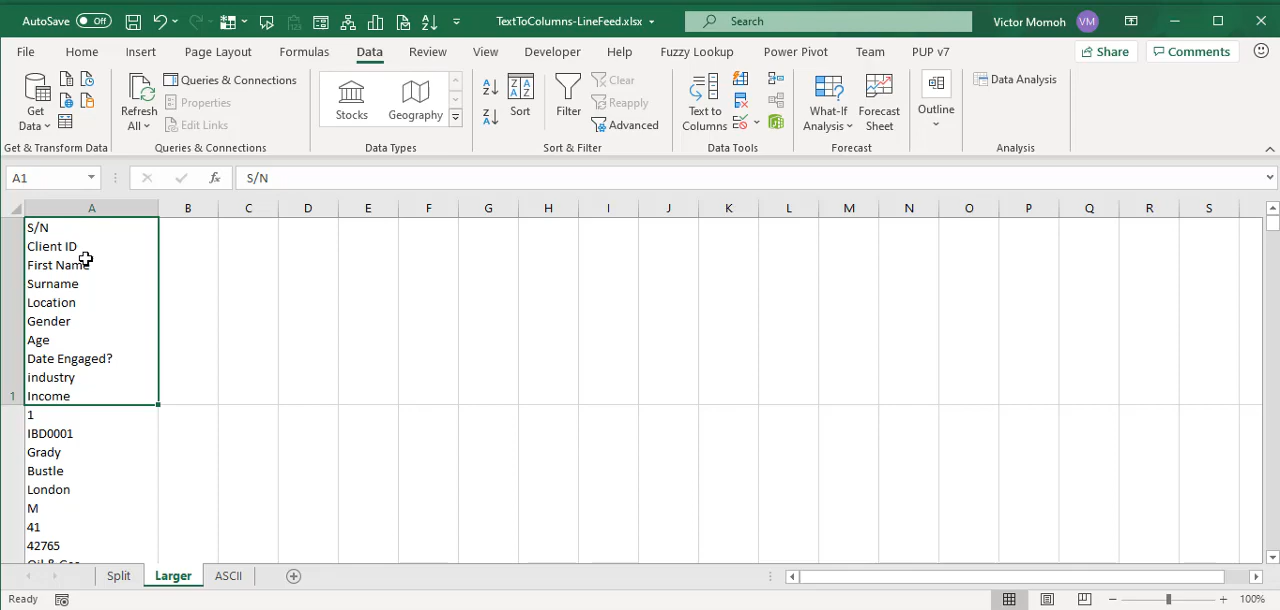 AutoSave Off TextToColumns-LineFeed.xlsx Search Victor Momoh VM
File Home Insert Page Layout Formulas Data Review View Developer Help Fuzzy Lookup Power Pivot Team PUP v7 Share Comments
Get Data
Refresh All
Queries & Connections
Properties
Edit Links
Stocks
Geography
Sort
Filter
Clear
Reapply
Advanced
Text to Columns
What-If Analysis
Forecast Sheet
Outline
Data Analysis
Get & Transform Data Queries & Connections Data Types Sort & Filter Data Tools Forecast Analysis
A1 fx S/N
A B C D E F G H I J K L M N O P Q R S
S/N
Client ID
First Name
Surname
Location
Gender
Age
Date Engaged?
industry
1 Income
1
IBD0001
Grady
Bustle
London
M
41
42765
Oil & Gas
Split Larger ASCII
Ready 100%